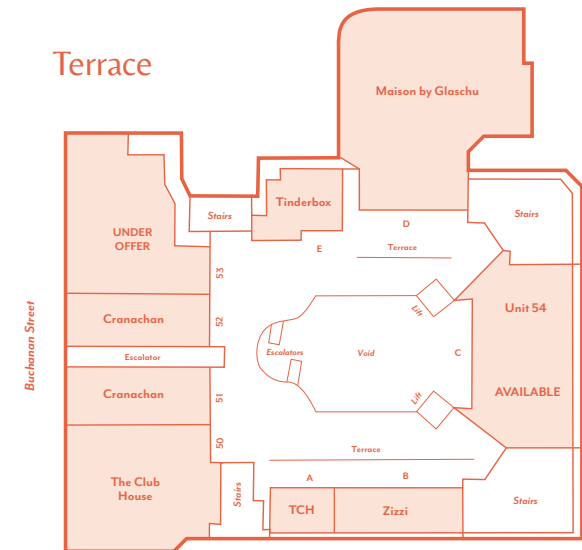 Terrace
Maison by Glaschu
Tinderbox
Stairs
Stairs
UNDER
OFFER
D
E
Terrace
53
Unit 54
Lift
Cranachan
52
Buchanan Street
Escalator
Escalators
Void
C
Cranachan
51
AVAILABLE
Lift
50
Terrace
The Club
House
Stairs
A
B
TCH
Zizzi
Stairs